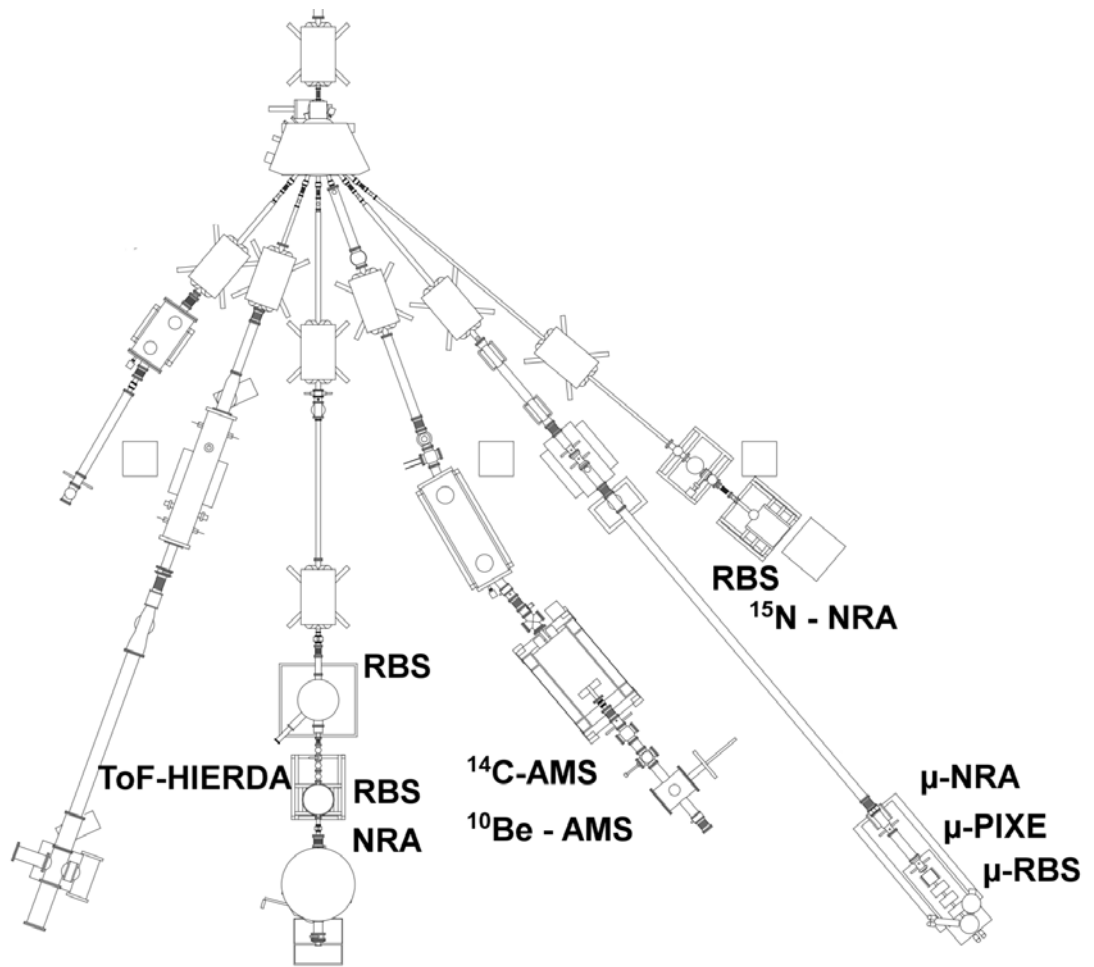 RBS
¹⁵N - NRA
RBS
ToF-HIERDA
RBS
NRA
¹⁴C-AMS
¹⁰Be - AMS
μ-NRA
μ-PIXE
μ-RBS